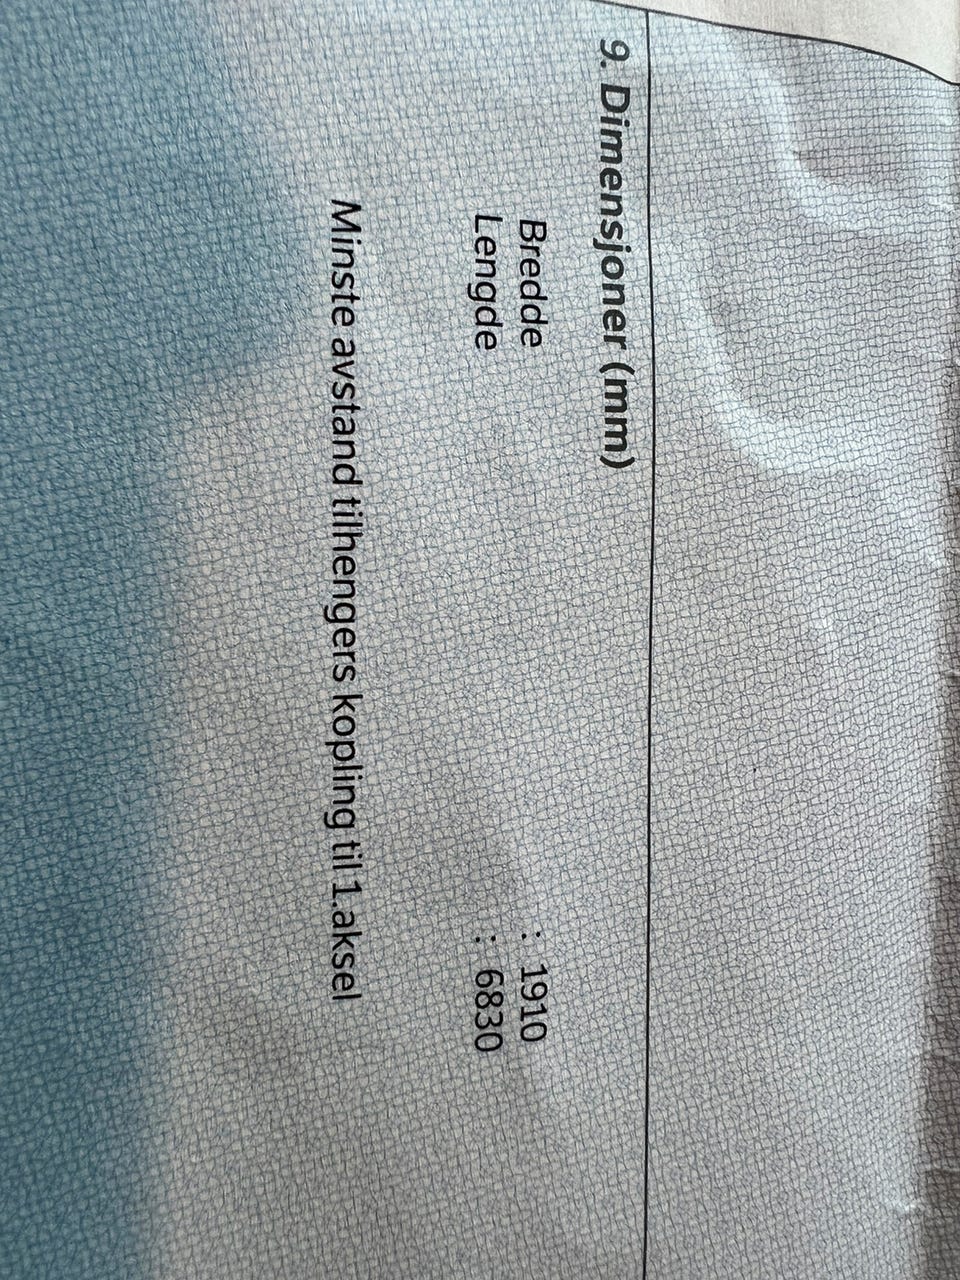 9. Dimensjoner (mm)
Bredde : 1910
Lengde : 6830
Minste avstand tilhengers kopling til 1.aksel